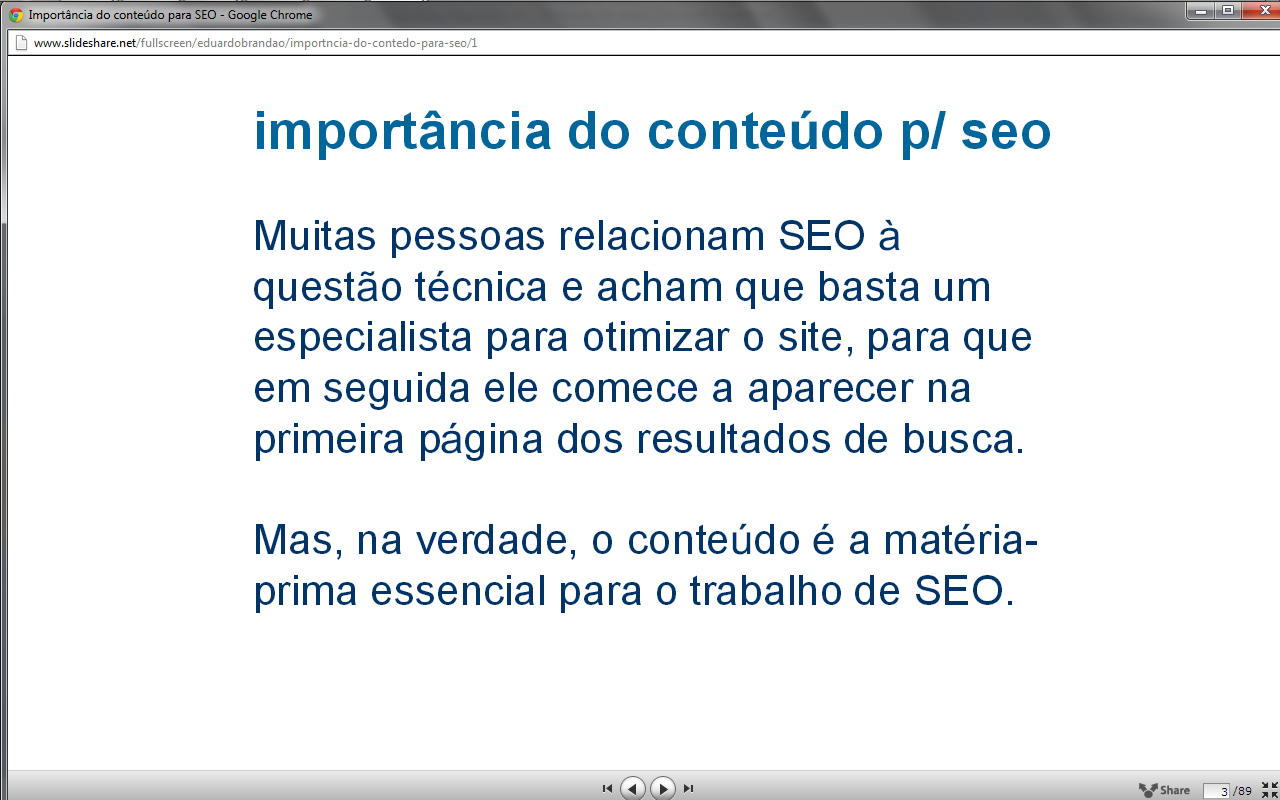 Importância do conteúdo para SEO - Google Chrome
www.slideshare.net/fullscreen/eduardobrandao/importncia-do-contedo-para-seo/1
importância do conteúdo p/ seo
Muitas pessoas relacionam SEO à
questão técnica e acham que basta um
especialista para otimizar o site, para que
em seguida ele comece a aparecer na
primeira página dos resultados de busca.
Mas, na verdade, o conteúdo é a matéria-
prima essencial para o trabalho de SEO.
Share 3 /89